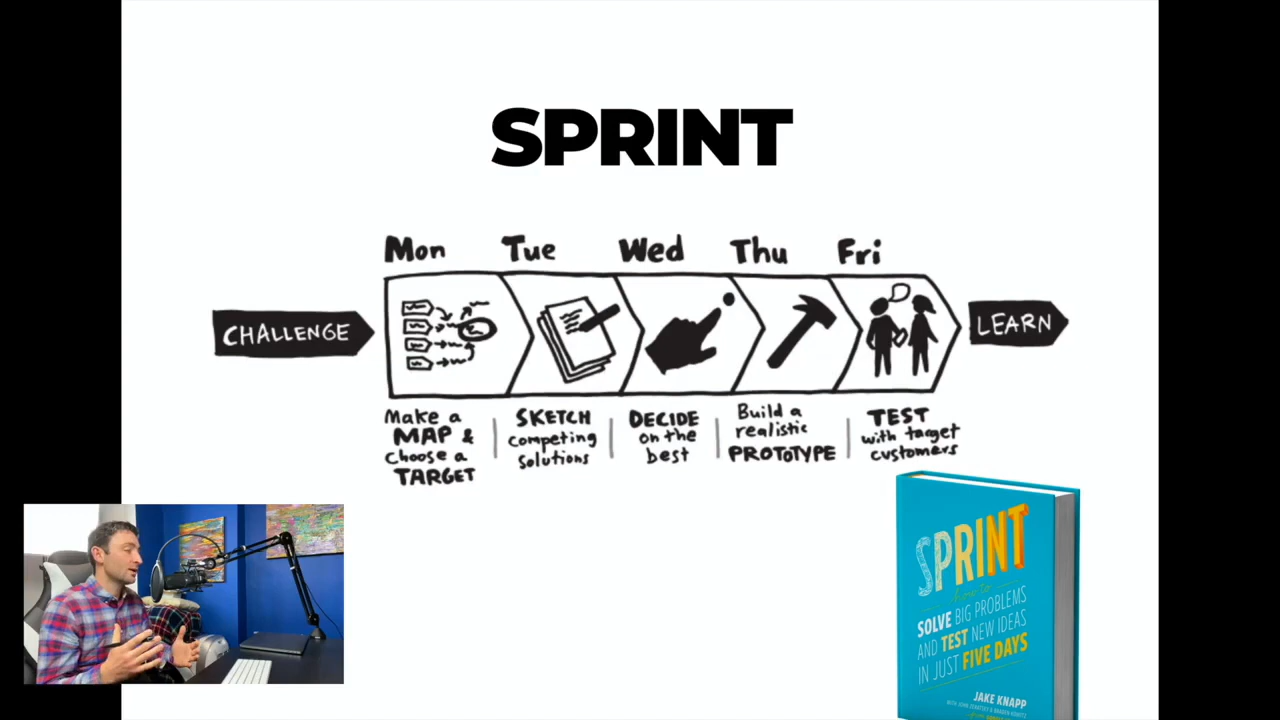 SPRINT
Mon Tue Wed Thu Fri
CHALLENGE
LEARN
Make a
MAP &
choose a
TARGET
SKETCH
competing
solutions
DECIDE
on the
best
Build a
realistic
PROTOTYPE
TEST
with target
customers
SPRINT
how to
SOLVE BIG PROBLEMS
AND TEST NEW IDEAS
IN JUST FIVE DAYS
JAKE KNAPP